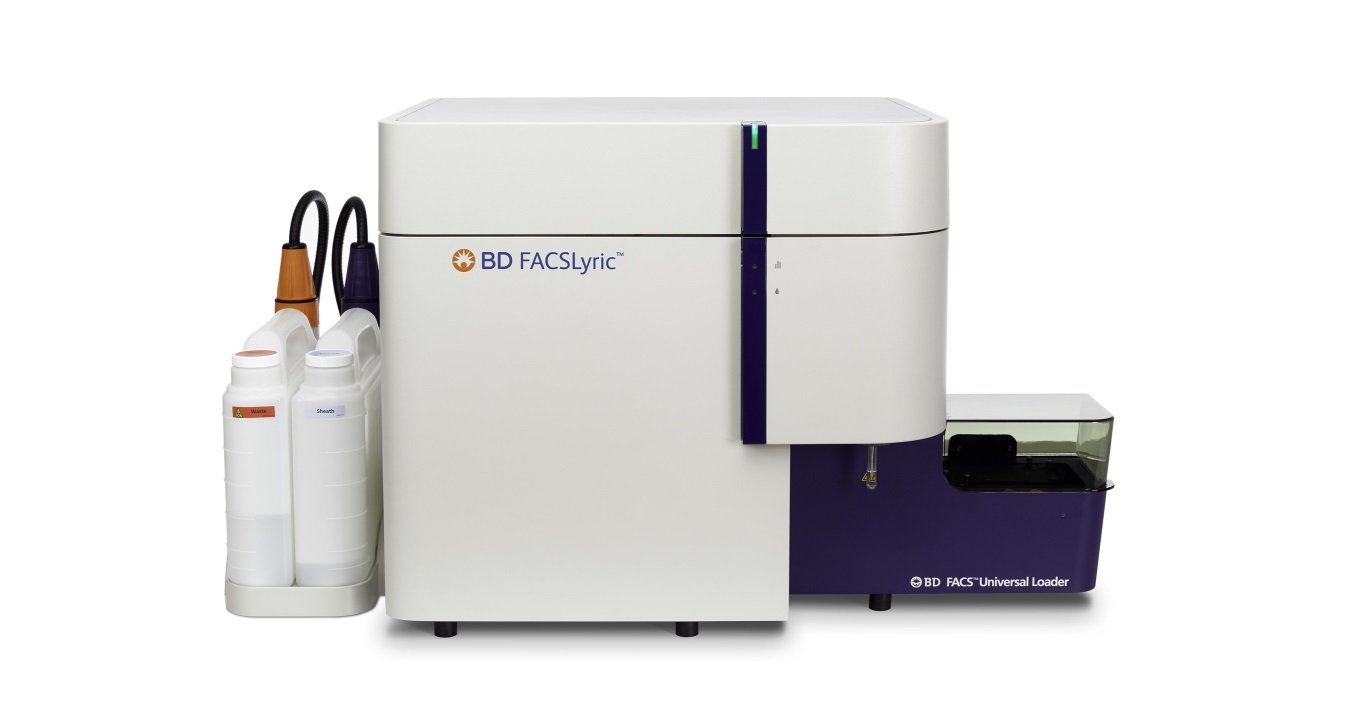 BD FACSLyric™
Waste
Sheath
BD FACS™ Universal Loader